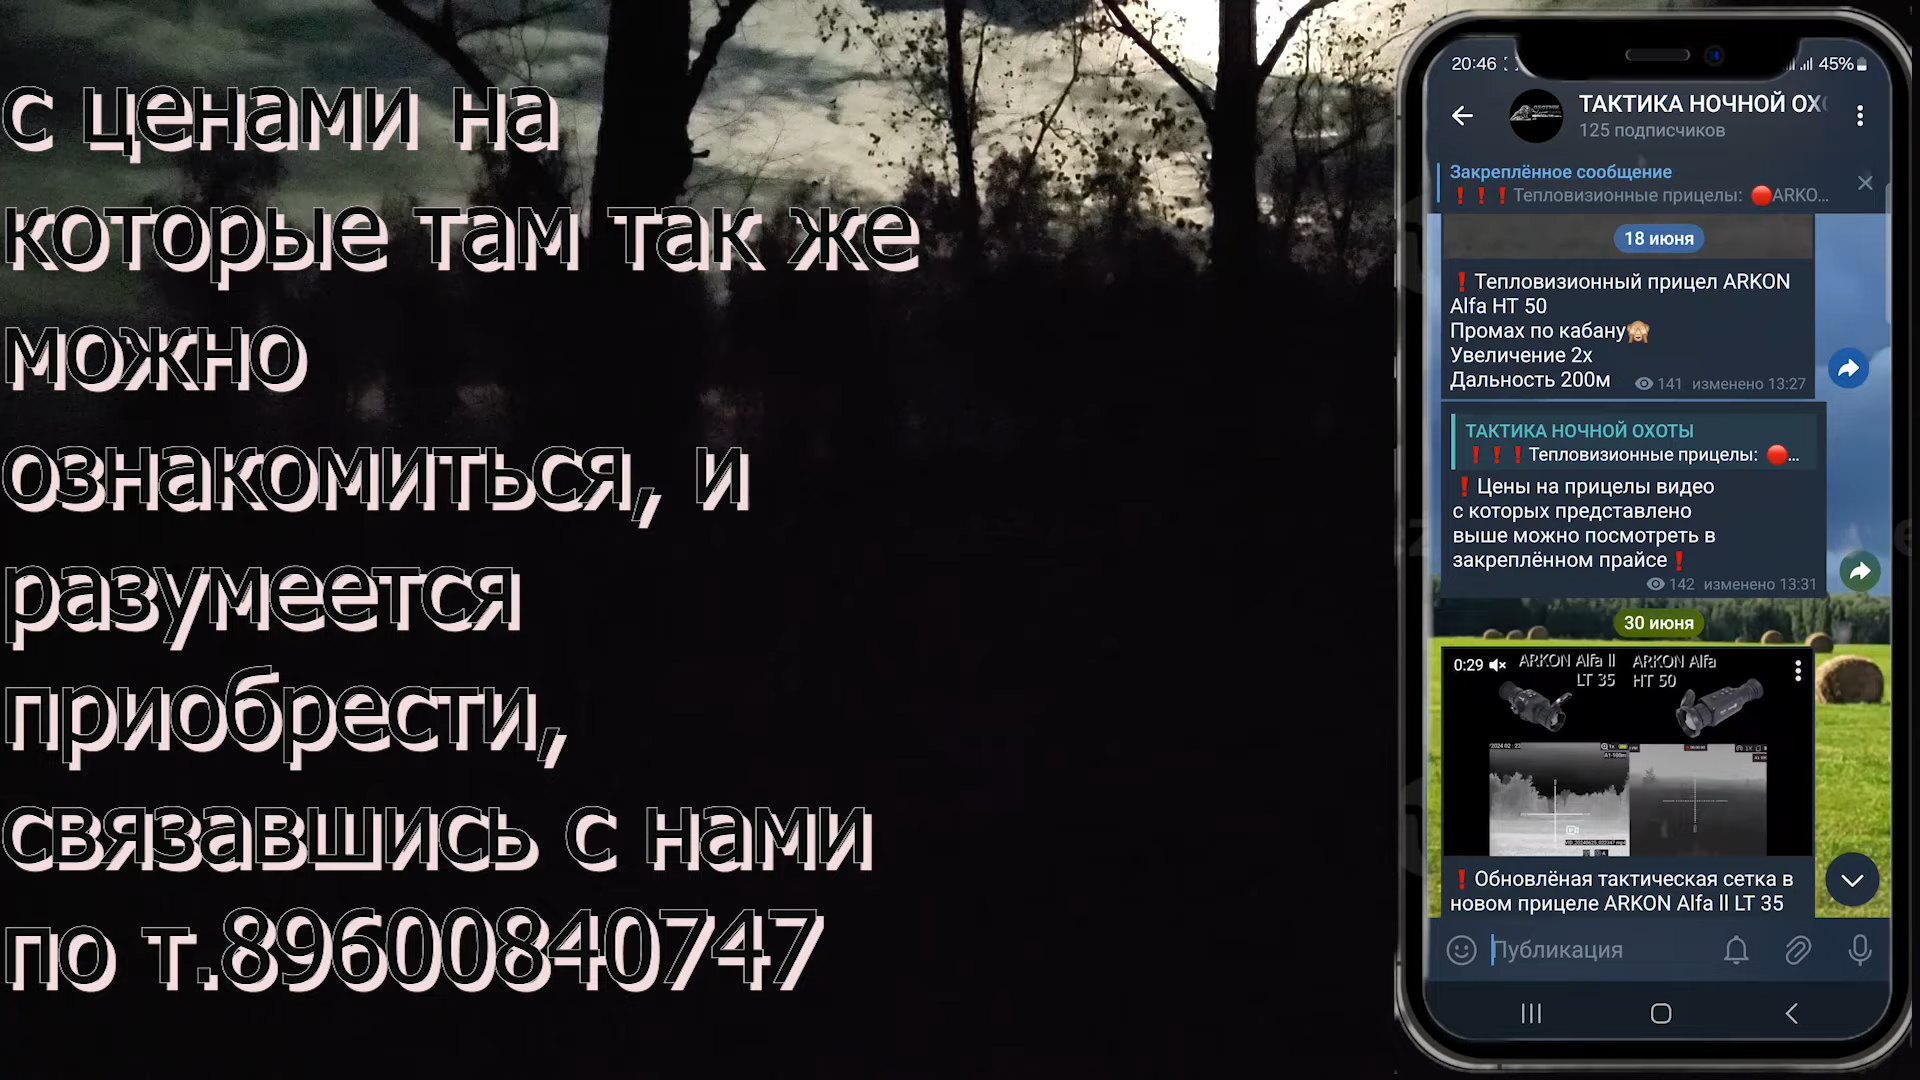 с ценами на
которые там так же
можно
ознакомиться, и
разумеется
приобрести,
связавшись с нами
по т.89600840747
20:46
45%
ТАКТИКА НОЧНОЙ ОХ
125 подписчиков
Закреплённое сообщение
❗❗❗Тепловизионные прицелы: 🔴ARKO...
18 июня
❗Тепловизионный прицел ARKON
Alfa HT 50
Промах по кабану🙈
Увеличение 2х
Дальность 200м
141 изменено 13:27
ТАКТИКА НОЧНОЙ ОХОТЫ
❗❗❗Тепловизионные прицелы: 🔴...
❗Цены на прицелы видео
с которых представлено
выше можно посмотреть в
закреплённом прайсе❗
142 изменено 13:31
30 июня
0:29
ARKON Alfa ll
LT 35
ARKON Alfa
HT 50
❗Обновлёная тактическая сетка в
новом прицеле ARKON Alfa ll LT 35
Публикация